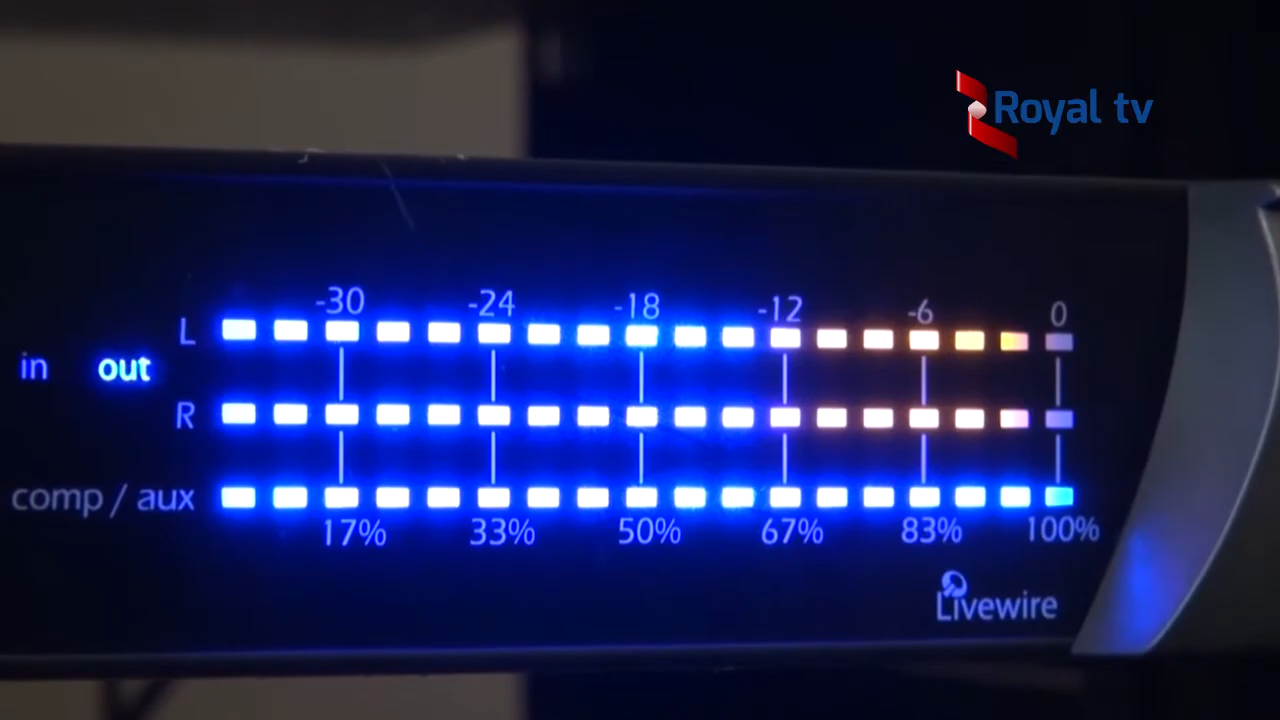 Royal tv
-30 -24 -18 -12 -6 0
L
in out
R
comp / aux
17% 33% 50% 67% 83% 100%
Livewire